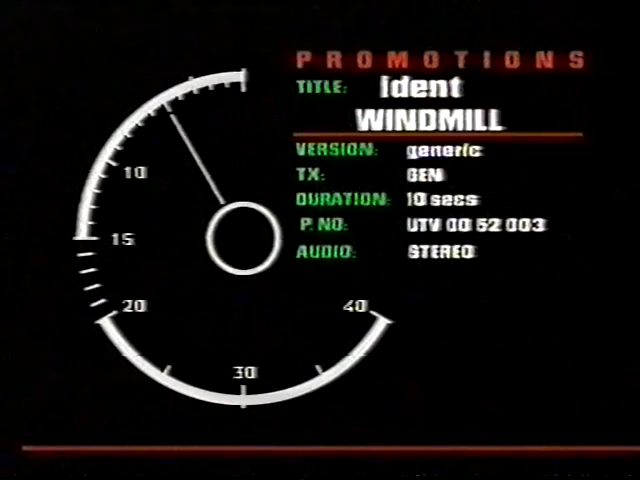 PROMOTIONS
TITLE: ident
WINDMILL
VERSION: generic
TX: GEN
DURATION: 10 secs
P. NO: UTV 00 52 003
AUDIO: STEREO
10
15
20
30
40